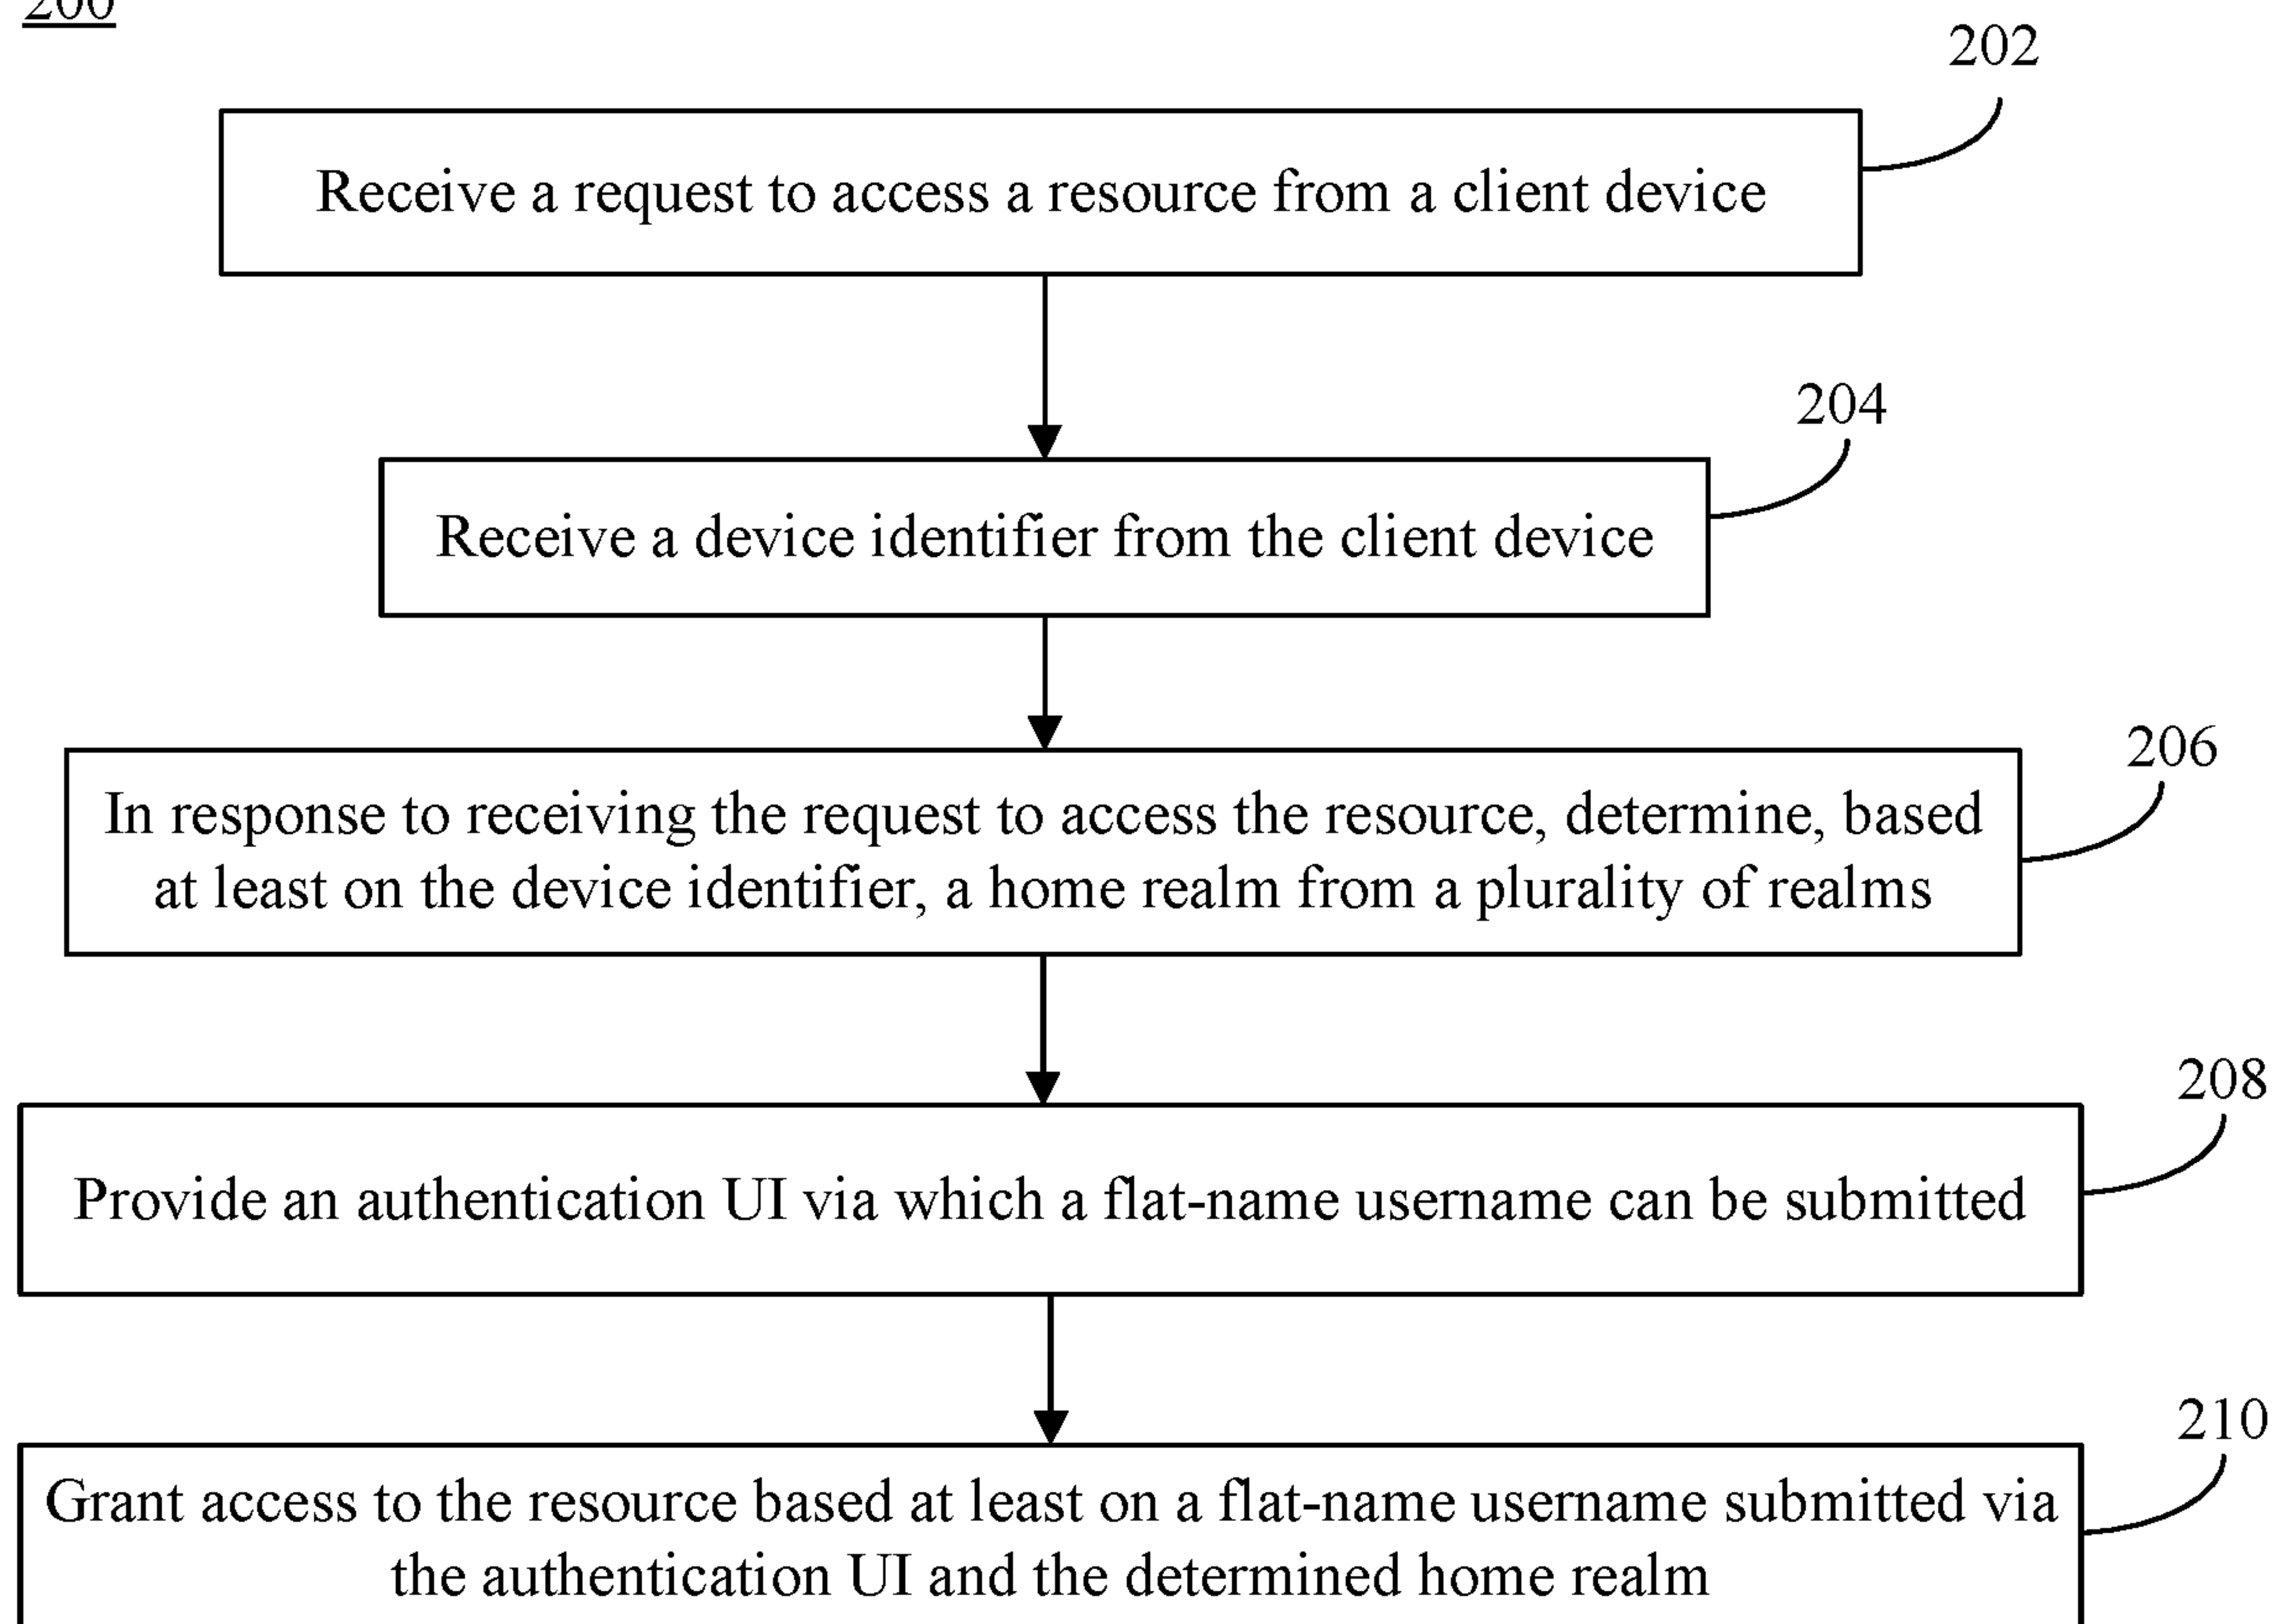 200
202
Receive a request to access a resource from a client device
204
Receive a device identifier from the client device
206
In response to receiving the request to access the resource, determine, based
at least on the device identifier, a home realm from a plurality of realms
208
Provide an authentication UI via which a flat-name username can be submitted
210
Grant access to the resource based at least on a flat-name username submitted via
the authentication UI and the determined home realm